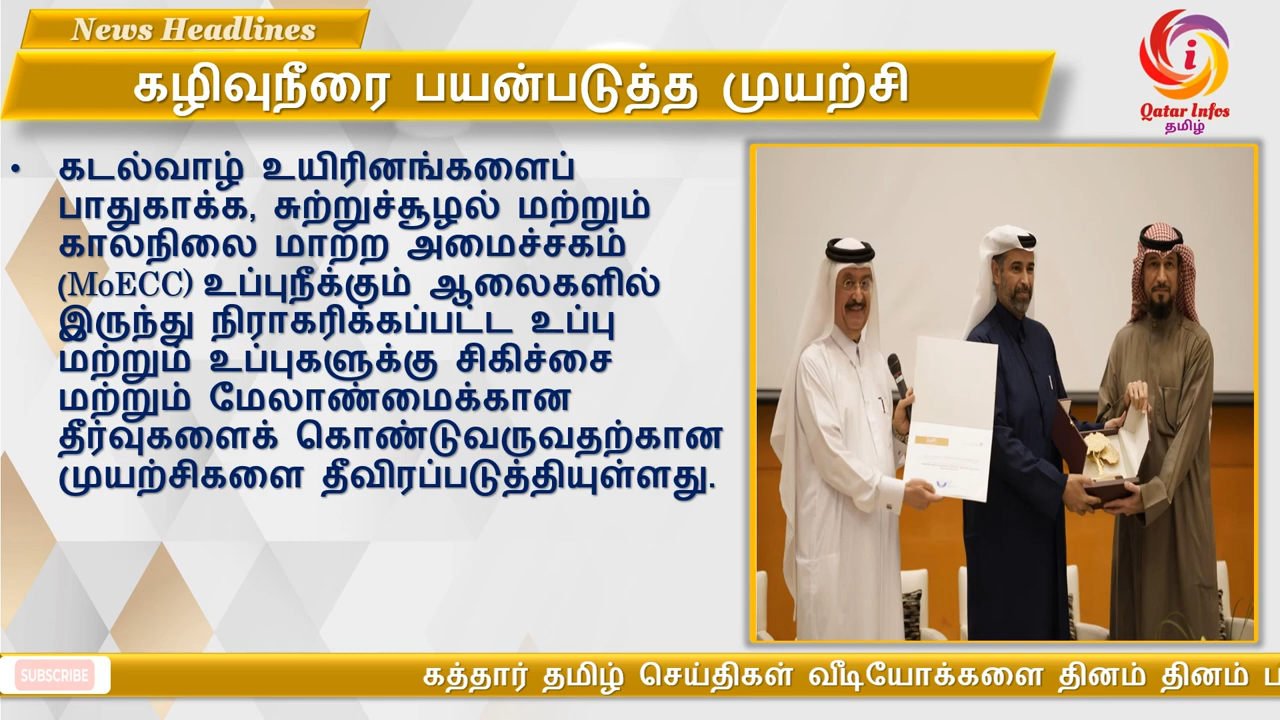 News Headlines
கழிவுநீரை பயன்படுத்த முயற்சி
i
Qatar Infos
தமிழ்
• கடல்வாழ் உயிரினங்களைப்
பாதுகாக்க, சுற்றுச்சூழல் மற்றும்
காலநிலை மாற்ற அமைச்சகம்
(MoECC) உப்புநீக்கும் ஆலைகளில்
இருந்து நிராகரிக்கப்பட்ட உப்பு
மற்றும் உப்புகளுக்கு சிகிச்சை
மற்றும் மேலாண்மைக்கான
தீர்வுகளைக் கொண்டுவருவதற்கான
முயற்சிகளை தீவிரப்படுத்தியுள்ளது.
SUBSCRIBE
கத்தார் தமிழ் செய்திகள் வீடியோக்களை தினம் தினம் ப